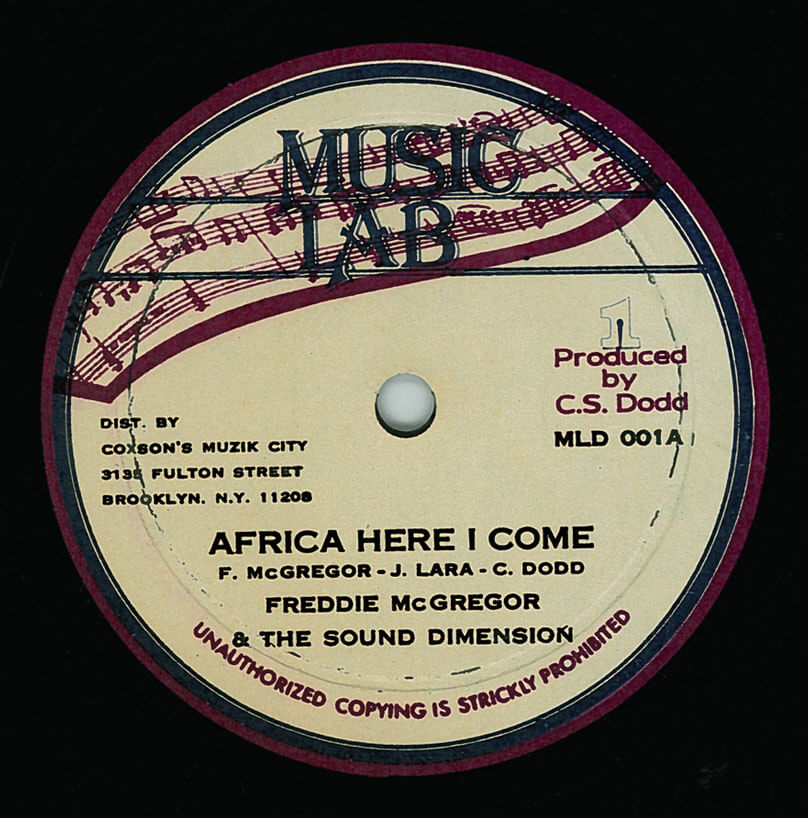 MUSIC
LAB
1
Produced
by
C.S. Dodd
MLD 001A
DIST. BY
COXSON'S MUZIK CITY
3135 FULTON STREET
BROOKLYN, N.Y. 11208
AFRICA HERE I COME
F. McGREGOR - J. LARA - C. DODD
FREDDIE McGREGOR
& THE SOUND DIMENSION
UNAUTHORIZED COPYING IS STRICKLY PROHIBITED